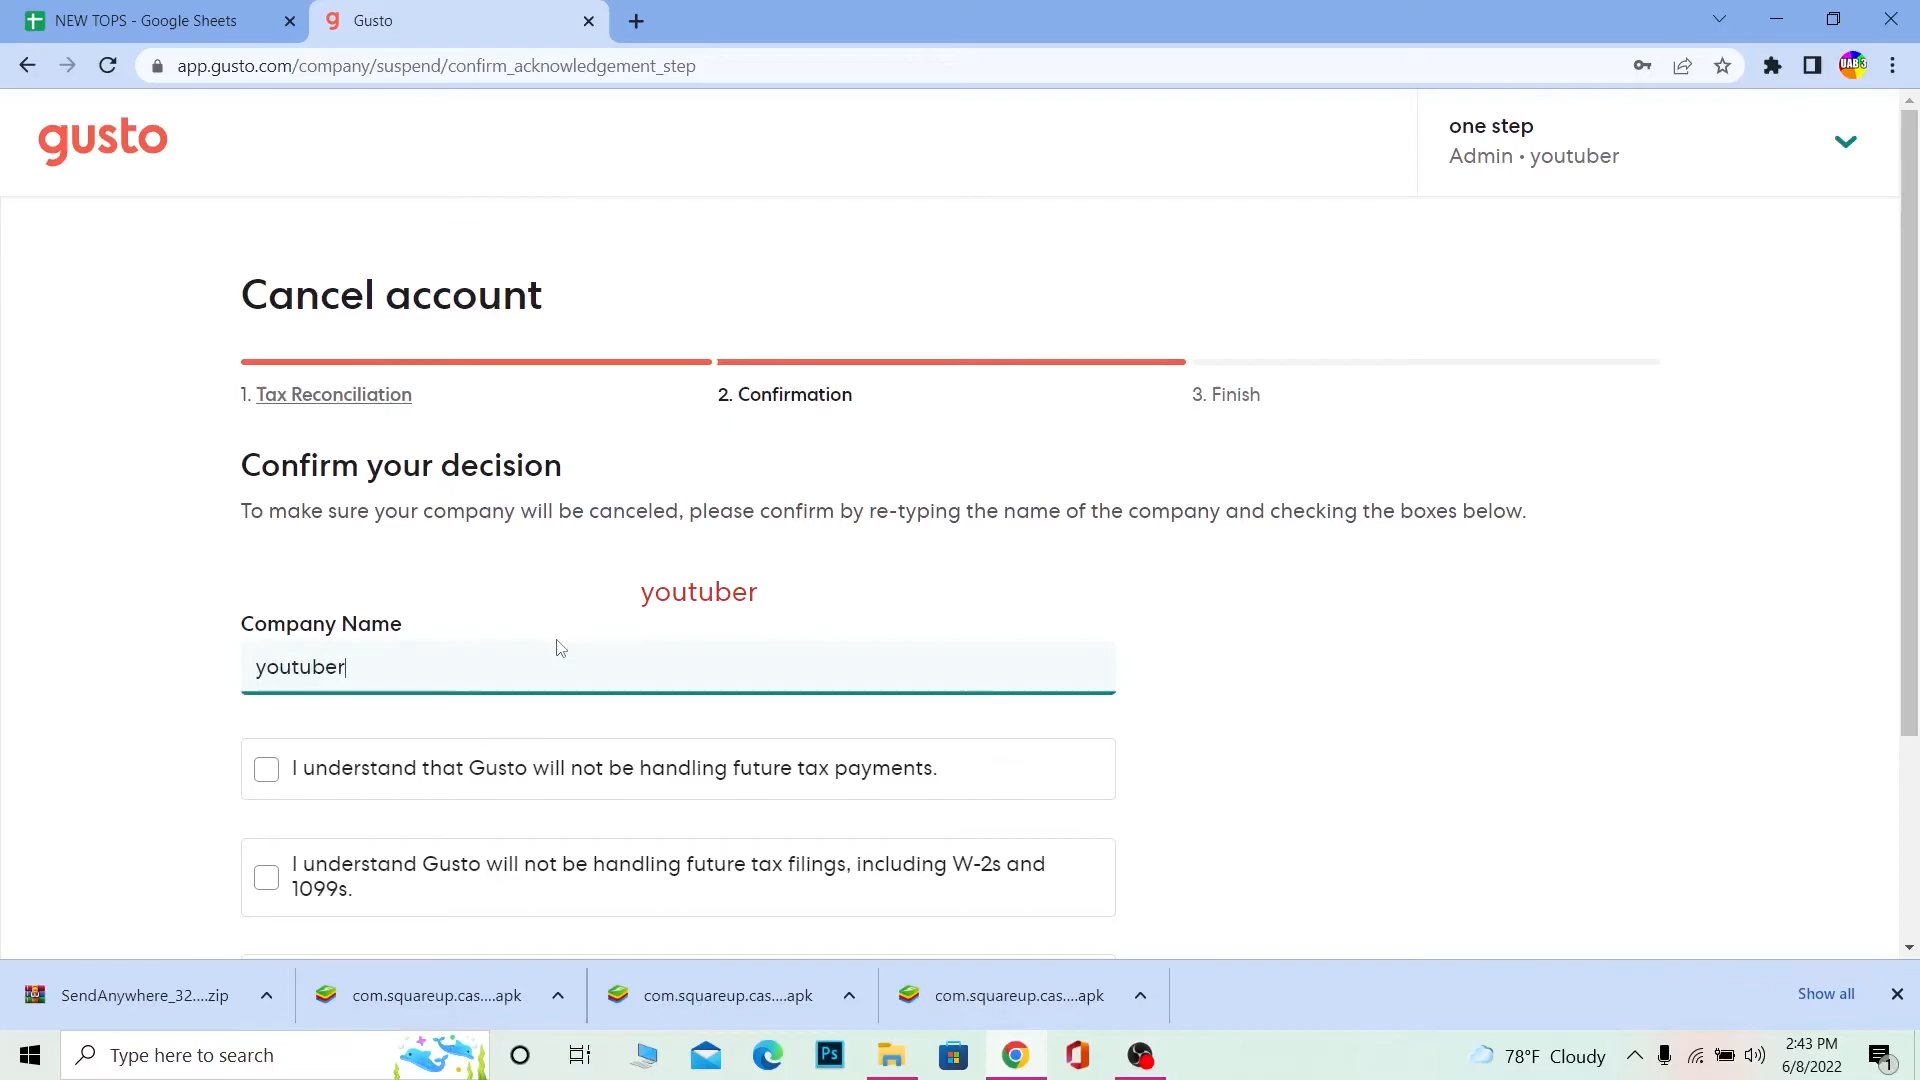 NEW TOPS - Google Sheets
Gusto
app.gusto.com/company/suspend/confirm_acknowledgement_step
UAB 3
gusto
one step
Admin • youtuber
Cancel account
1. Tax Reconciliation
2. Confirmation
3. Finish
Confirm your decision
To make sure your company will be canceled, please confirm by re-typing the name of the company and checking the boxes below.
youtuber
Company Name
youtuber
I understand that Gusto will not be handling future tax payments.
I understand Gusto will not be handling future tax filings, including W-2s and
1099s.
SendAnywhere_32....zip
com.squareup.cas....apk
com.squareup.cas....apk
com.squareup.cas....apk
Show all
Type here to search
Ps
78°F Cloudy
2:43 PM
6/8/2022
1